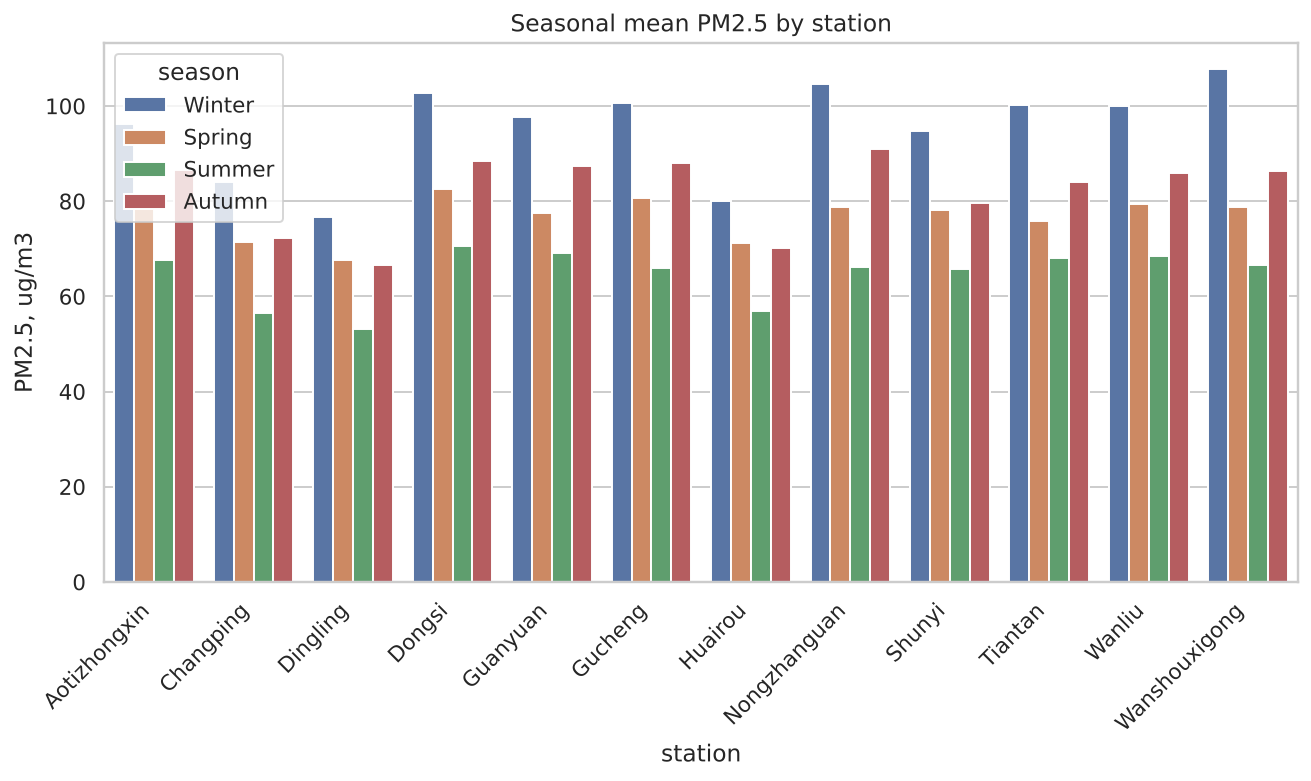 Seasonal mean PM2.5 by station
season
Winter
Spring
Summer
Autumn
PM2.5, ug/m3
100
80
60
40
20
0
Aotizhongxin
Changping
Dingling
Dongsi
Guanyuan
Gucheng
Huairou
Nongzhanguan
Shunyi
Tiantan
Wanliu
Wanshouxigong
station